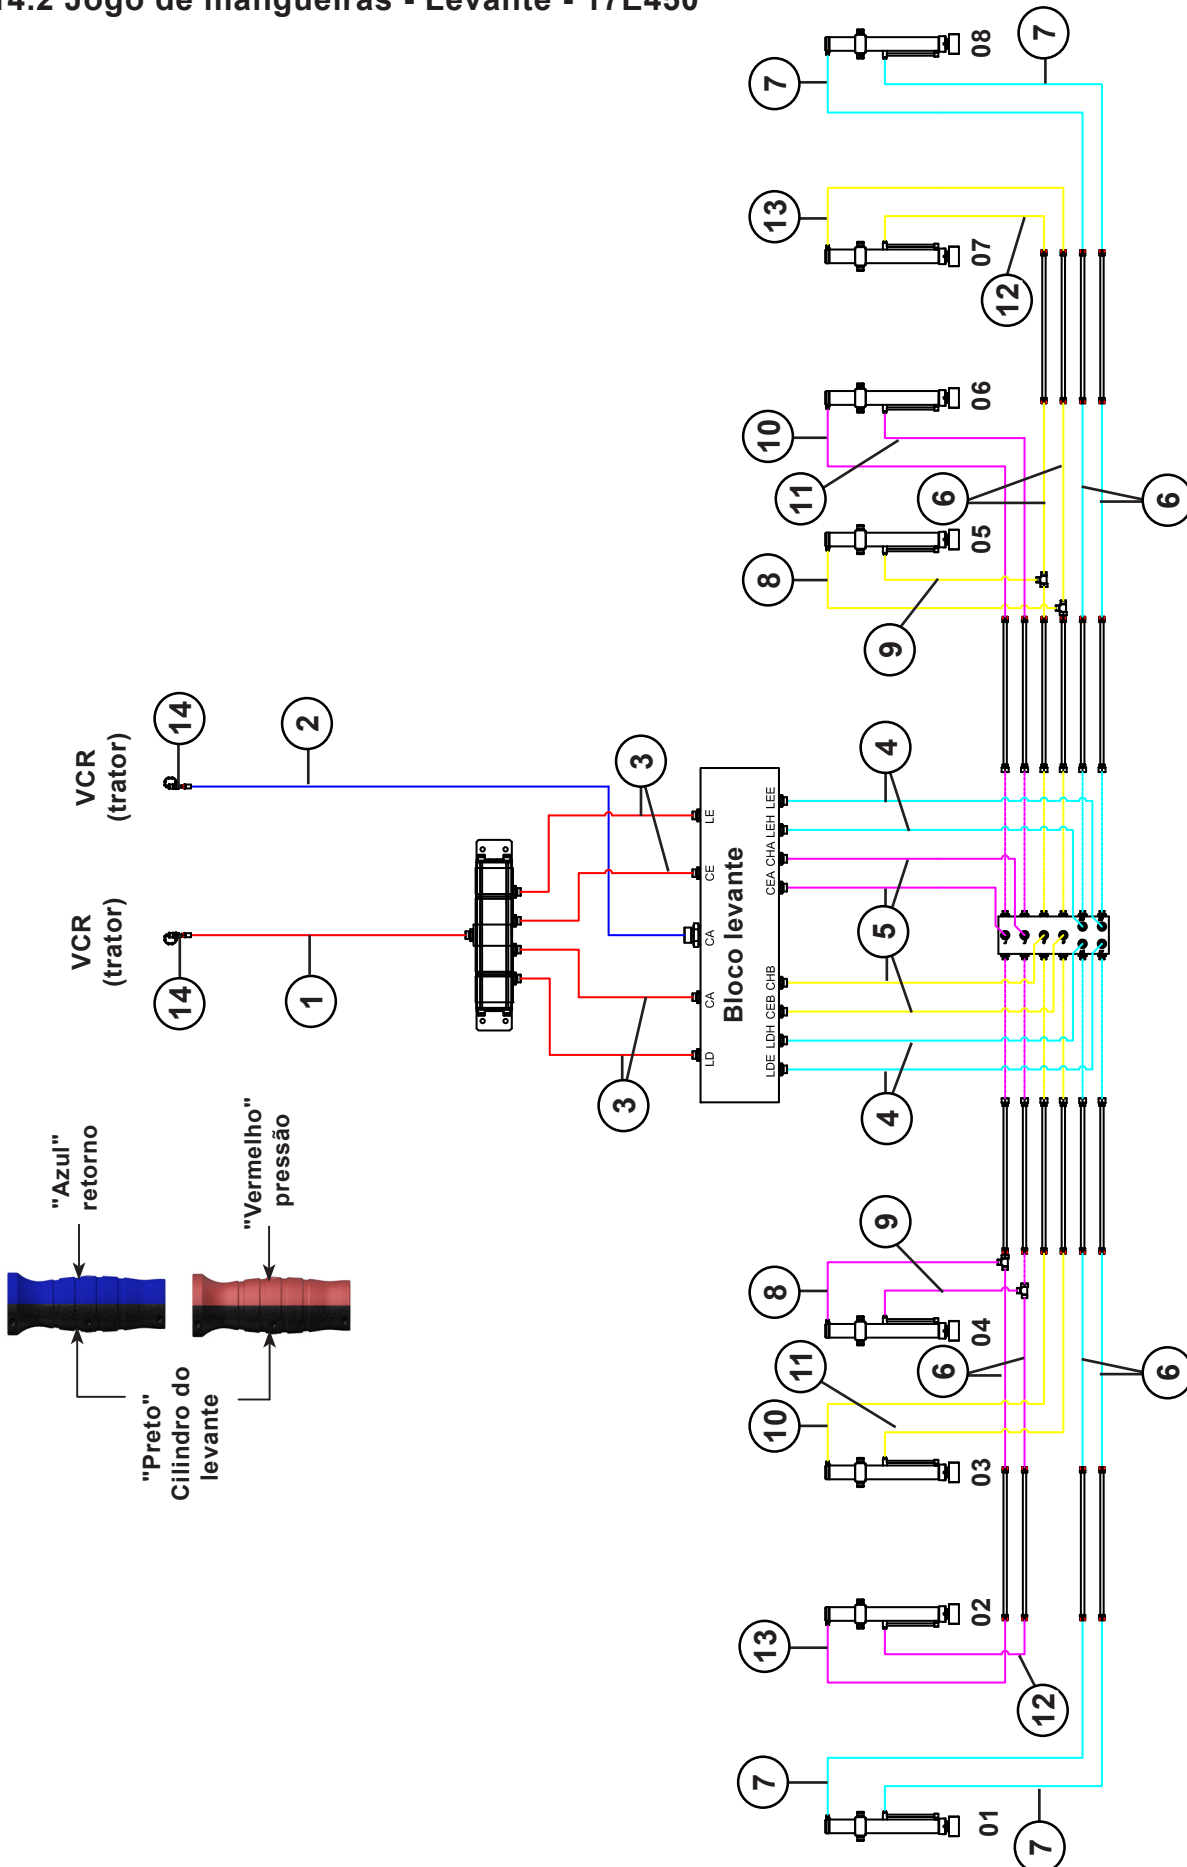 14.2 Jogo de mangueiras - Levante - 17L450
"Azul"
retorno
"Vermelho"
pressão
"Preto"
Cilindro do
levante
VCR
(trator)
VCR
(trator)
14
14
1
2
3
3
LD
CA
CA
CE
LE
Bloco levante
LDE
LDH
CEB
CHB
CEA
CHA
LEH
LEE
4
5
4
7
01
7
13
02
12
10
03
11
8
04
9
6
6
8
05
9
10
06
11
6
6
13
07
12
7
08
7